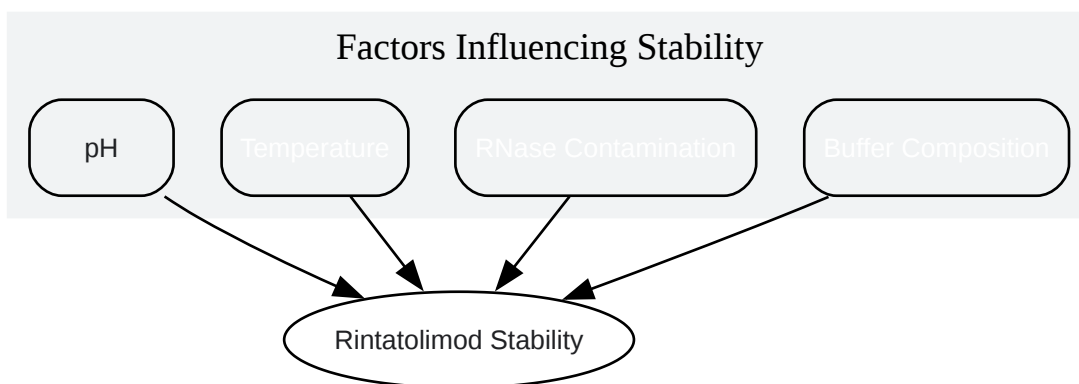 Factors Influencing Stability
pH
Temperature
RNase Contamination
Buffer Composition
Rintatolimod Stability